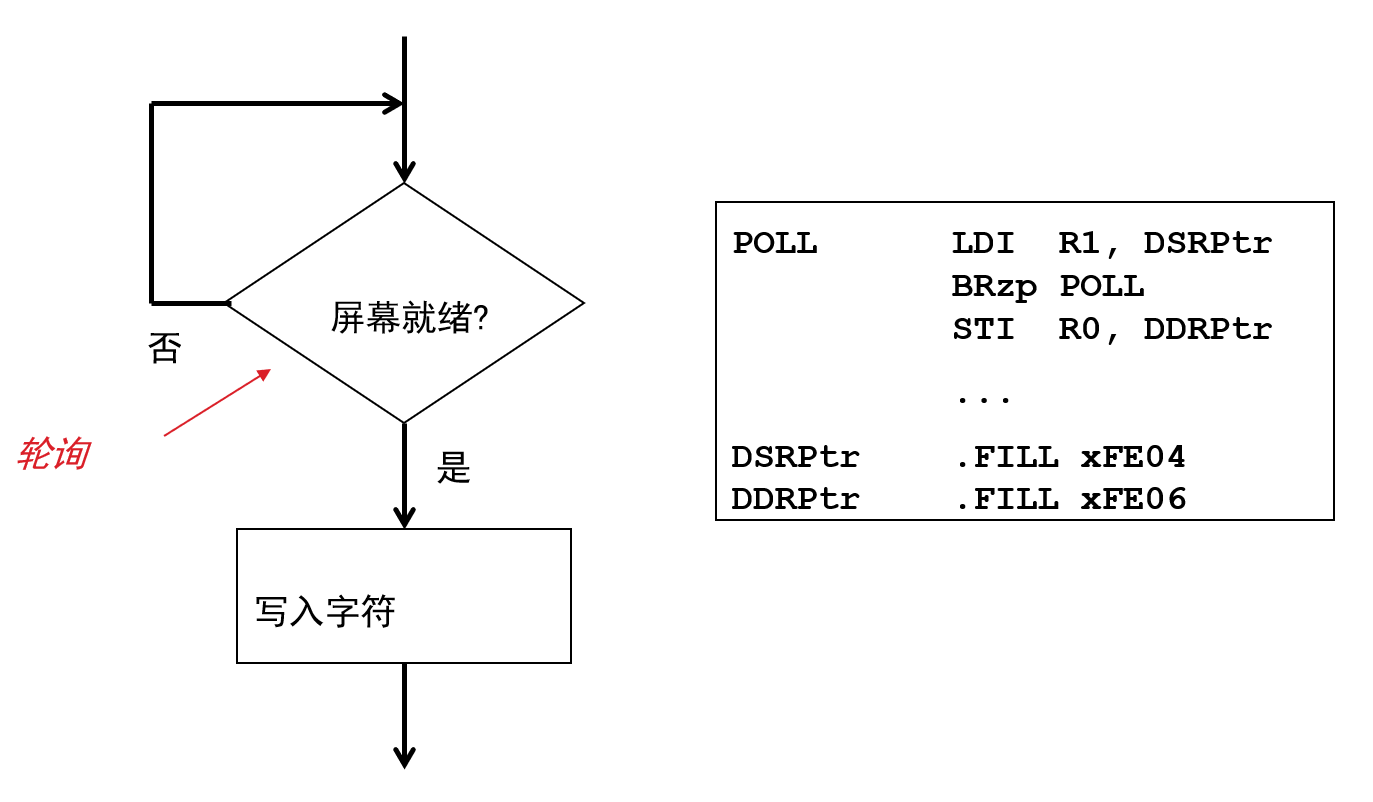 屏幕就绪?
否
轮询
是
写入字符
POLL LDI R1, DSRPtr
BRzp POLL
STI R0, DDRPtr
...
DSRPtr .FILL xFE04
DDRPtr .FILL xFE06